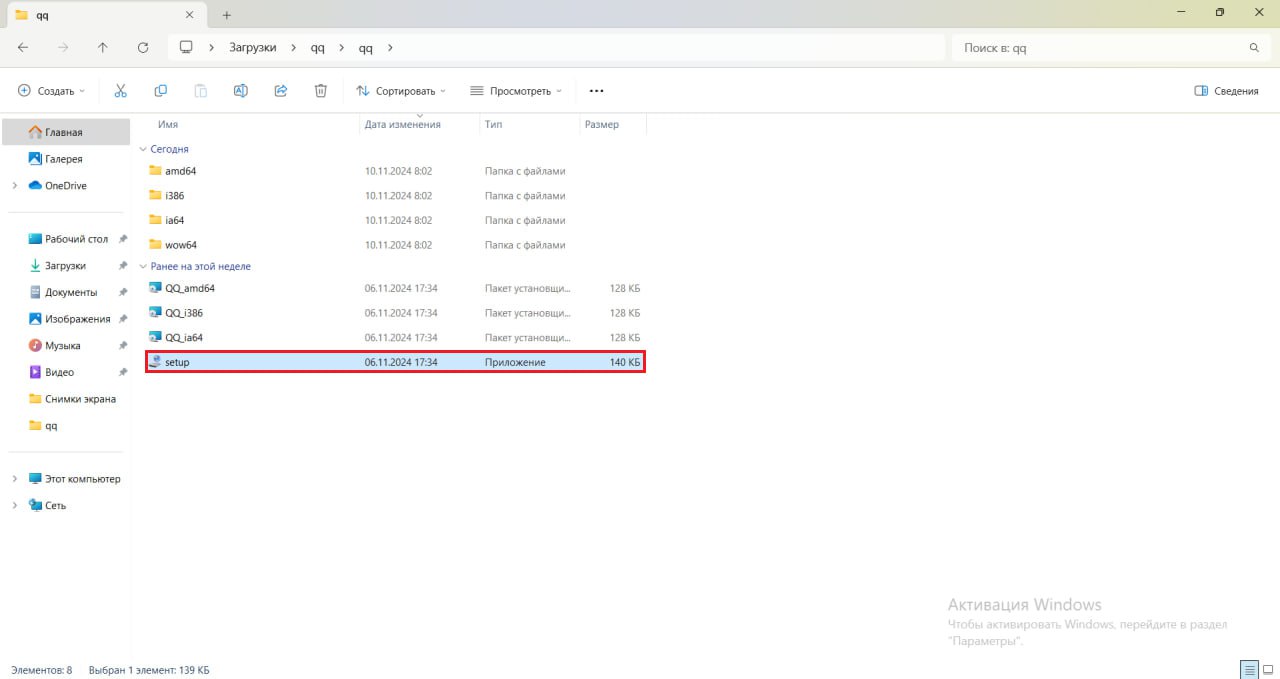 qq
Загрузки > qq > qq >
Поиск в: qq
Создать
Сортировать
Просмотреть
Сведения
Имя Дата изменения Тип Размер
Главная
Галерея
OneDrive
Рабочий стол
Загрузки
Документы
Изображения
Музыка
Видео
Снимки экрана
qq
Этот компьютер
Сеть
Сегодня
amd64 10.11.2024 8:02 Папка с файлами
i386 10.11.2024 8:02 Папка с файлами
ia64 10.11.2024 8:02 Папка с файлами
wow64 10.11.2024 8:02 Папка с файлами
Ранее на этой неделе
QQ_amd64 06.11.2024 17:34 Пакет установщи... 128 КБ
QQ_i386 06.11.2024 17:34 Пакет установщи... 128 КБ
QQ_ia64 06.11.2024 17:34 Пакет установщи... 128 КБ
setup 06.11.2024 17:34 Приложение 140 КБ
Активация Windows
Чтобы активировать Windows, перейдите в раздел
"Параметры".
Элементов: 8 Выбран 1 элемент: 139 КБ